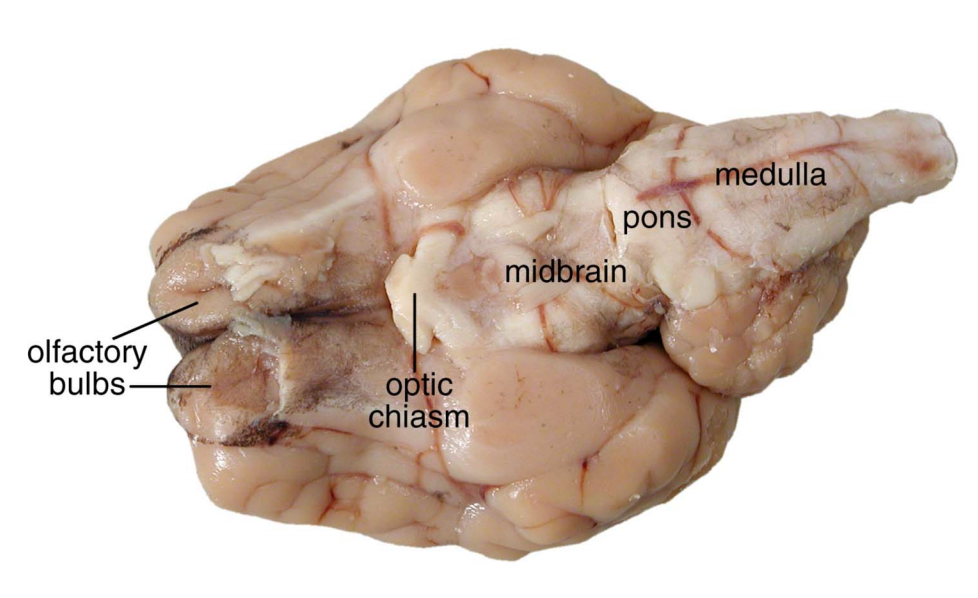 medulla
pons
midbrain
olfactory
bulbs
optic
chiasm